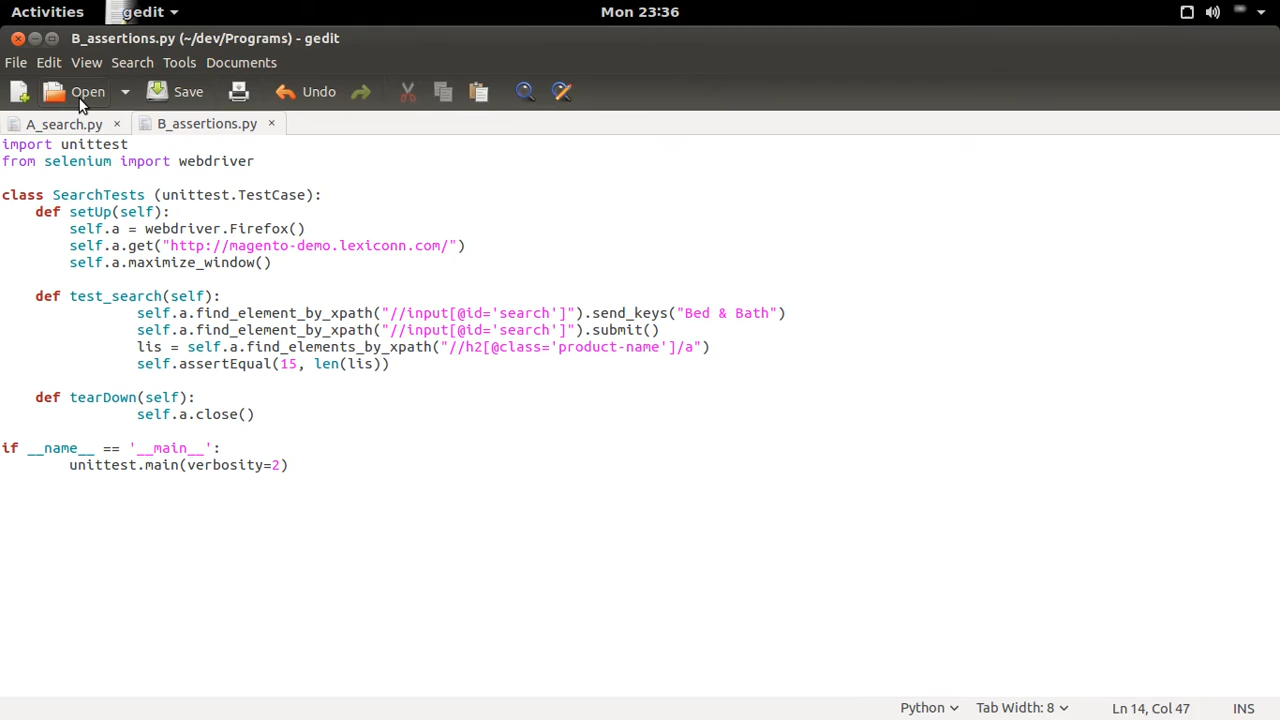 Activities gedit Mon 23:36
B_assertions.py (~/dev/Programs) - gedit
File Edit View Search Tools Documents
Open Save Undo
A_search.py × B_assertions.py ×
import unittest
from selenium import webdriver
class SearchTests (unittest.TestCase):
def setUp(self):
self.a = webdriver.Firefox()
self.a.get("http://magento-demo.lexiconn.com/")
self.a.maximize_window()
def test_search(self):
self.a.find_element_by_xpath("//input[@id='search']").send_keys("Bed & Bath")
self.a.find_element_by_xpath("//input[@id='search']").submit()
lis = self.a.find_elements_by_xpath("//h2[@class='product-name']/a")
self.assertEqual(15, len(lis))
def tearDown(self):
self.a.close()
if __name__ == '__main__':
unittest.main(verbosity=2)
Python Tab Width: 8 Ln 14, Col 47 INS